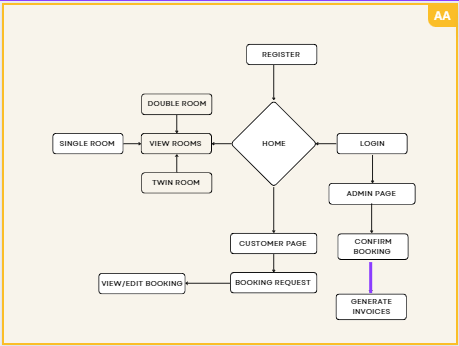 AA
REGISTER
DOUBLE ROOM
SINGLE ROOM
VIEW ROOMS
HOME
LOGIN
TWIN ROOM
ADMIN PAGE
CUSTOMER PAGE
CONFIRM
BOOKING
VIEW/EDIT BOOKING
BOOKING REQUEST
GENERATE
INVOICES